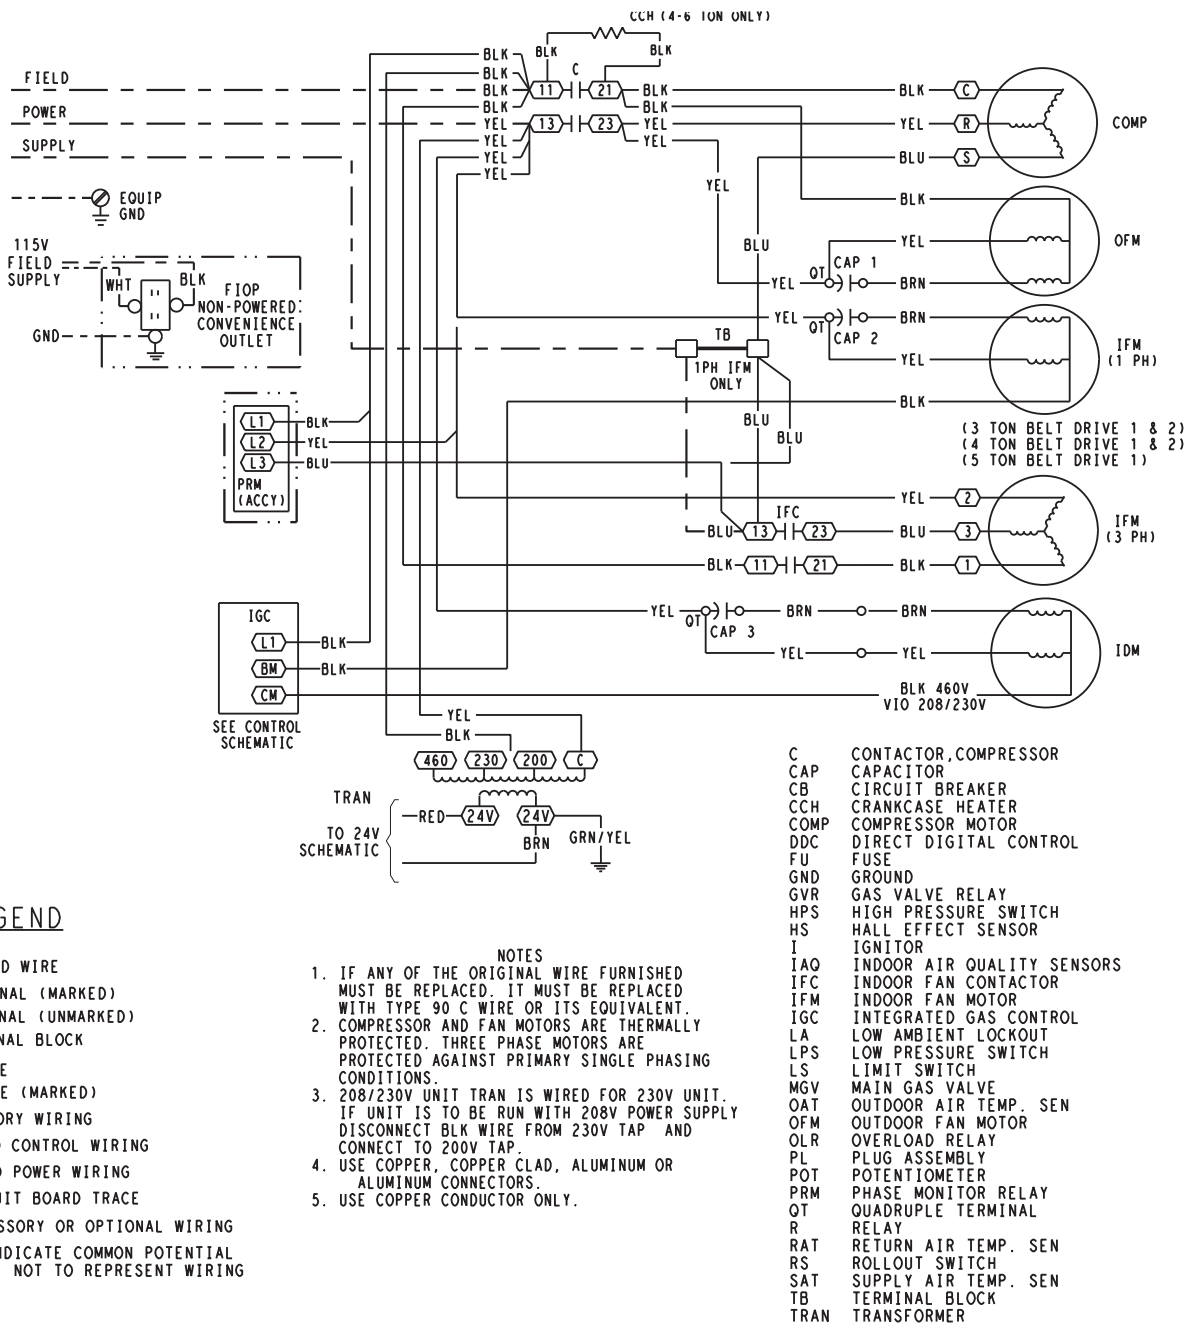 CCH (4-6 TON ONLY)
BLK
BLK
BLK
BLK
BLK
BLK
C
11
21
BLK
BLK
BLK
C
FIELD
POWER
YEL
13
23
YEL
YEL
R
COMP
SUPPLY
YEL
YEL
YEL
YEL
BLU
S
YEL
EQUIP
GND
BLK
BLU
YEL
OFM
115V
FIELD
SUPPLY
WHT
BLK
FIOP
NON-POWERED
CONVENIENCE
OUTLET
GND
YEL
QT
CAP 1
BRN
YEL
QT
CAP 2
BRN
TB
1PH IFM
ONLY
YEL
IFM
(1 PH)
BLK
BLU
BLU
(3 TON BELT DRIVE 1 & 2)
(4 TON BELT DRIVE 1 & 2)
(5 TON BELT DRIVE 1)
L1
BLK
L2
YEL
L3
BLU
PRM
(ACCY)
YEL
2
IFC
BLU
13
23
BLU
3
IFM
(3 PH)
BLK
11
21
BLK
1
IGC
L1
BLK
BM
BLK
CM
SEE CONTROL
SCHEMATIC
YEL
QT
CAP 3
BRN
BRN
YEL
YEL
IDM
BLK 460V
VIO 208/230V
YEL
BLK
460
230
200
C
TRAN
RED
24V
24V
TO 24V
SCHEMATIC
BRN
GRN/YEL
C CONTACTOR,COMPRESSOR
CAP CAPACITOR
CB CIRCUIT BREAKER
CCH CRANKCASE HEATER
COMP COMPRESSOR MOTOR
DDC DIRECT DIGITAL CONTROL
FU FUSE
GND GROUND
GVR GAS VALVE RELAY
HPS HIGH PRESSURE SWITCH
HS HALL EFFECT SENSOR
I IGNITOR
IAQ INDOOR AIR QUALITY SENSORS
IFC INDOOR FAN CONTACTOR
IFM INDOOR FAN MOTOR
IGC INTEGRATED GAS CONTROL
LA LOW AMBIENT LOCKOUT
LPS LOW PRESSURE SWITCH
LS LIMIT SWITCH
MGV MAIN GAS VALVE
OAT OUTDOOR AIR TEMP. SEN
OFM OUTDOOR FAN MOTOR
OLR OVERLOAD RELAY
PL PLUG ASSEMBLY
POT POTENTIOMETER
PRM PHASE MONITOR RELAY
QT QUADRUPLE TERMINAL
R RELAY
RAT RETURN AIR TEMP. SEN
RS ROLLOUT SWITCH
SAT SUPPLY AIR TEMP. SEN
TB TERMINAL BLOCK
TRAN TRANSFORMER
GEND
D WIRE
NAL (MARKED)
NAL (UNMARKED)
NAL BLOCK
E
E (MARKED)
ORY WIRING
CONTROL WIRING
POWER WIRING
IT BOARD TRACE
SSORY OR OPTIONAL WIRING
NDICATE COMMON POTENTIAL
NOT TO REPRESENT WIRING
NOTES
1. IF ANY OF THE ORIGINAL WIRE FURNISHED
MUST BE REPLACED. IT MUST BE REPLACED
WITH TYPE 90 C WIRE OR ITS EQUIVALENT.
2. COMPRESSOR AND FAN MOTORS ARE THERMALLY
PROTECTED. THREE PHASE MOTORS ARE
PROTECTED AGAINST PRIMARY SINGLE PHASING
CONDITIONS.
3. 208/230V UNIT TRAN IS WIRED FOR 230V UNIT.
IF UNIT IS TO BE RUN WITH 208V POWER SUPPLY
DISCONNECT BLK WIRE FROM 230V TAP AND
CONNECT TO 200V TAP.
4. USE COPPER, COPPER CLAD, ALUMINUM OR
ALUMINUM CONNECTORS.
5. USE COPPER CONDUCTOR ONLY.